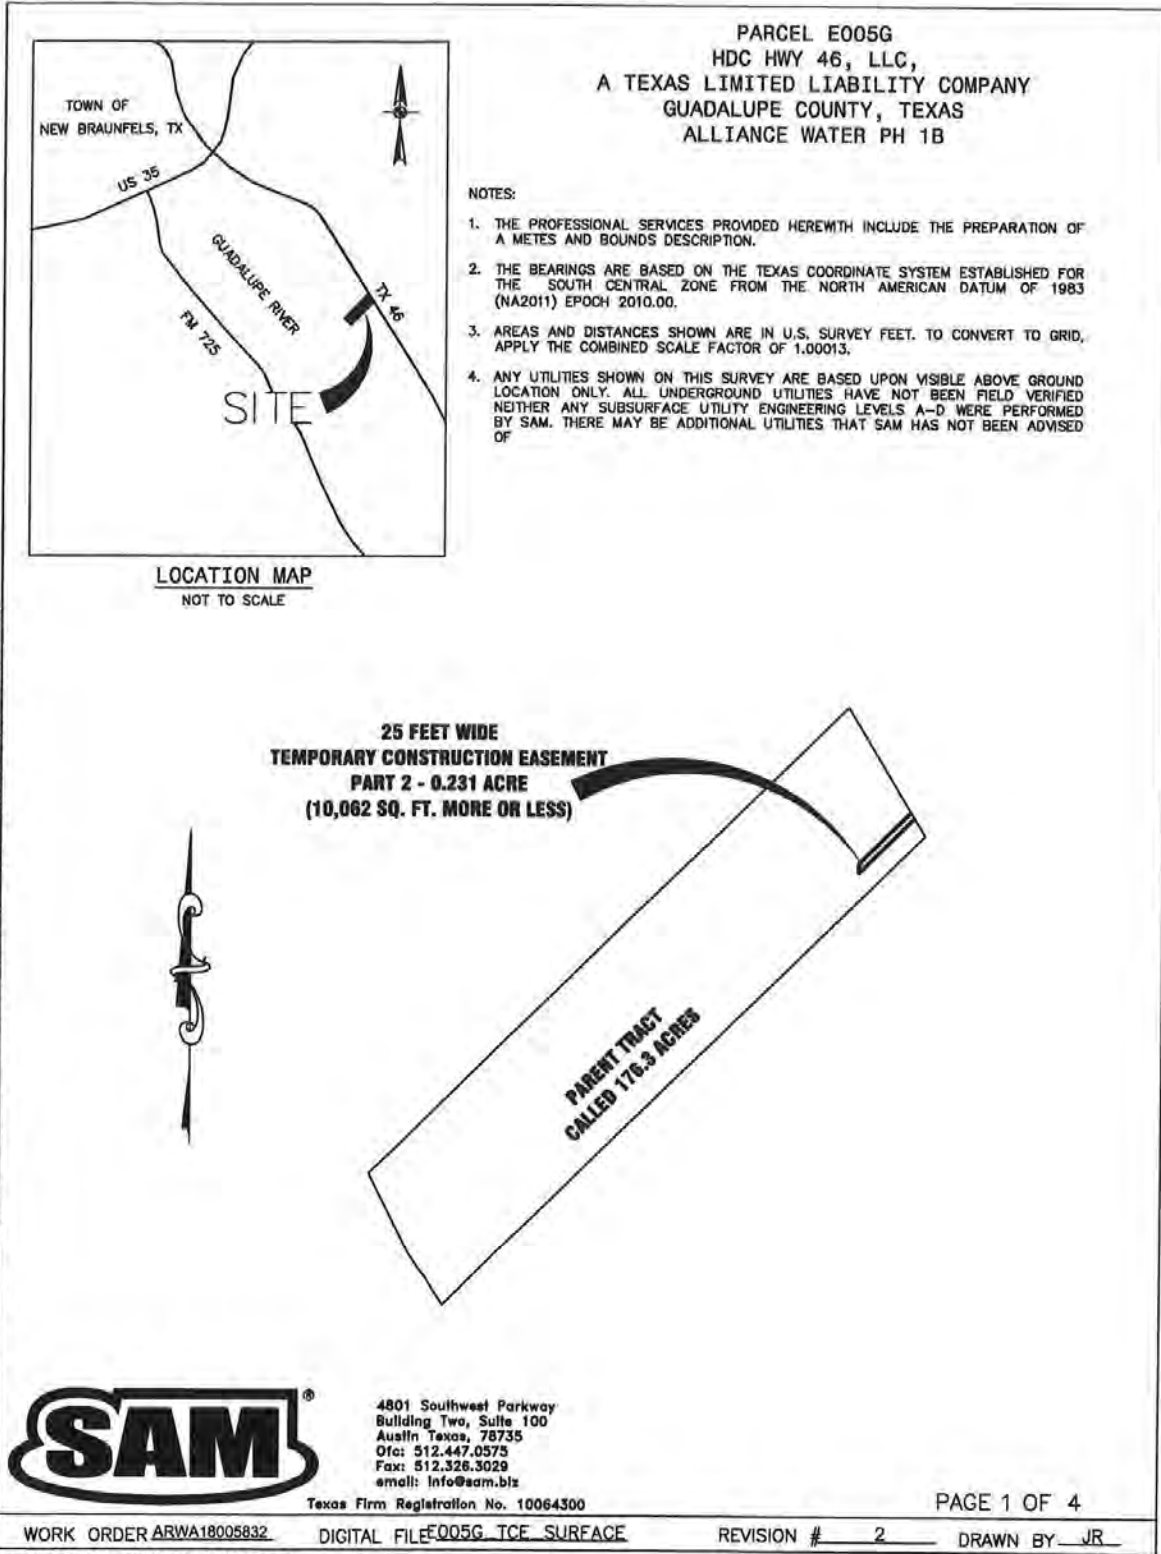 PARCEL E005G
HDC HWY 46, LLC,
A TEXAS LIMITED LIABILITY COMPANY
GUADALUPE COUNTY, TEXAS
ALLIANCE WATER PH 1B
TOWN OF
NEW BRAUNFELS, TX
US 35
GUADALUPE RIVER
TX 46
FM 725
SITE
LOCATION MAP
NOT TO SCALE
NOTES:
1. THE PROFESSIONAL SERVICES PROVIDED HEREWITH INCLUDE THE PREPARATION OF
A METES AND BOUNDS DESCRIPTION.
2. THE BEARINGS ARE BASED ON THE TEXAS COORDINATE SYSTEM ESTABLISHED FOR
THE SOUTH CENTRAL ZONE FROM THE NORTH AMERICAN DATUM OF 1983
(NA2011) EPOCH 2010.00.
3. AREAS AND DISTANCES SHOWN ARE IN U.S. SURVEY FEET. TO CONVERT TO GRID,
APPLY THE COMBINED SCALE FACTOR OF 1.00013.
4. ANY UTILITIES SHOWN ON THIS SURVEY ARE BASED UPON VISIBLE ABOVE GROUND
LOCATION ONLY. ALL UNDERGROUND UTILITIES HAVE NOT BEEN FIELD VERIFIED
NEITHER ANY SUBSURFACE UTILITY ENGINEERING LEVELS A-D WERE PERFORMED
BY SAM. THERE MAY BE ADDITIONAL UTILITIES THAT SAM HAS NOT BEEN ADVISED
OF
25 FEET WIDE
TEMPORARY CONSTRUCTION EASEMENT
PART 2 - 0.231 ACRE
(10,062 SQ. FT. MORE OR LESS)
PARENT TRACT
CALLED 176.3 ACRES
SAM®
4801 Southwest Parkway
Building Two, Suite 100
Austin Texas, 78735
Ofc: 512.447.0575
Fax: 512.326.3029
email: info@sam.biz
Texas Firm Registration No. 10064300
PAGE 1 OF 4
WORK ORDER ARWA18005832 DIGITAL FILE E005G TCE SURFACE REVISION # 2 DRAWN BY JR